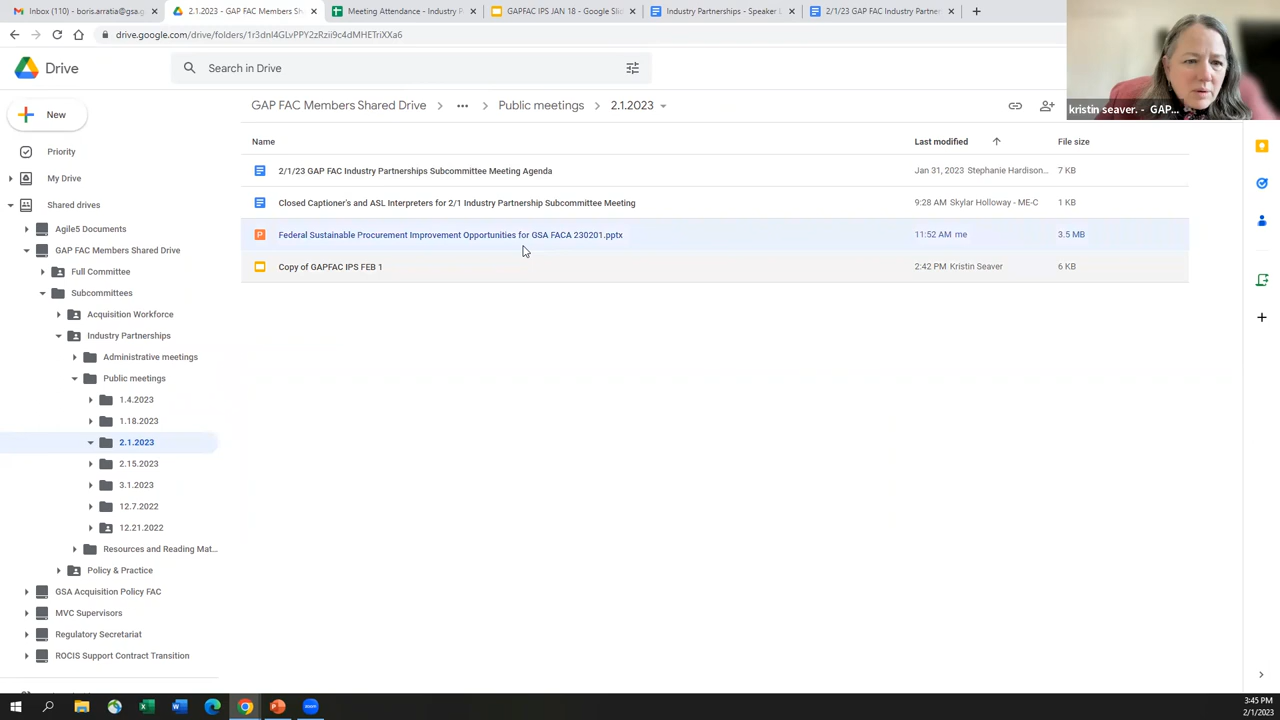 Inbox (110) - boris.arratia@gsa.g
2.1.2023 - GAP FAC Members Sh
Meeting Attendance - Industry P
GAPFAC IPS JAN 18 - Google Slid
Industry Partnerships - Speaker L
2/1/23 GAP FAC Industry Partner
drive.google.com/drive/folders/1r3dnl4GLvPPY2zRzii9c4dMHETriXXa6
Drive
Search in Drive
kristin seaver. - GAP...
New
GAP FAC Members Shared Drive
Public meetings
2.1.2023
Name
Last modified
File size
2/1/23 GAP FAC Industry Partnerships Subcommittee Meeting Agenda
Jan 31, 2023 Stephanie Hardison...
7 KB
Closed Captioner's and ASL Interpreters for 2/1 Industry Partnership Subcommittee Meeting
9:28 AM Skylar Holloway - ME-C
1 KB
Federal Sustainable Procurement Improvement Opportunities for GSA FACA 230201.pptx
11:52 AM me
3.5 MB
Copy of GAPFAC IPS FEB 1
2:42 PM Kristin Seaver
6 KB
Priority
My Drive
Shared drives
Agile5 Documents
GAP FAC Members Shared Drive
Full Committee
Subcommittees
Acquisition Workforce
Industry Partnerships
Administrative meetings
Public meetings
1.4.2023
1.18.2023
2.1.2023
2.15.2023
3.1.2023
12.7.2022
12.21.2022
Resources and Reading Mat...
Policy & Practice
GSA Acquisition Policy FAC
MVC Supervisors
Regulatory Secretariat
ROCIS Support Contract Transition
3:45 PM
2/1/2023